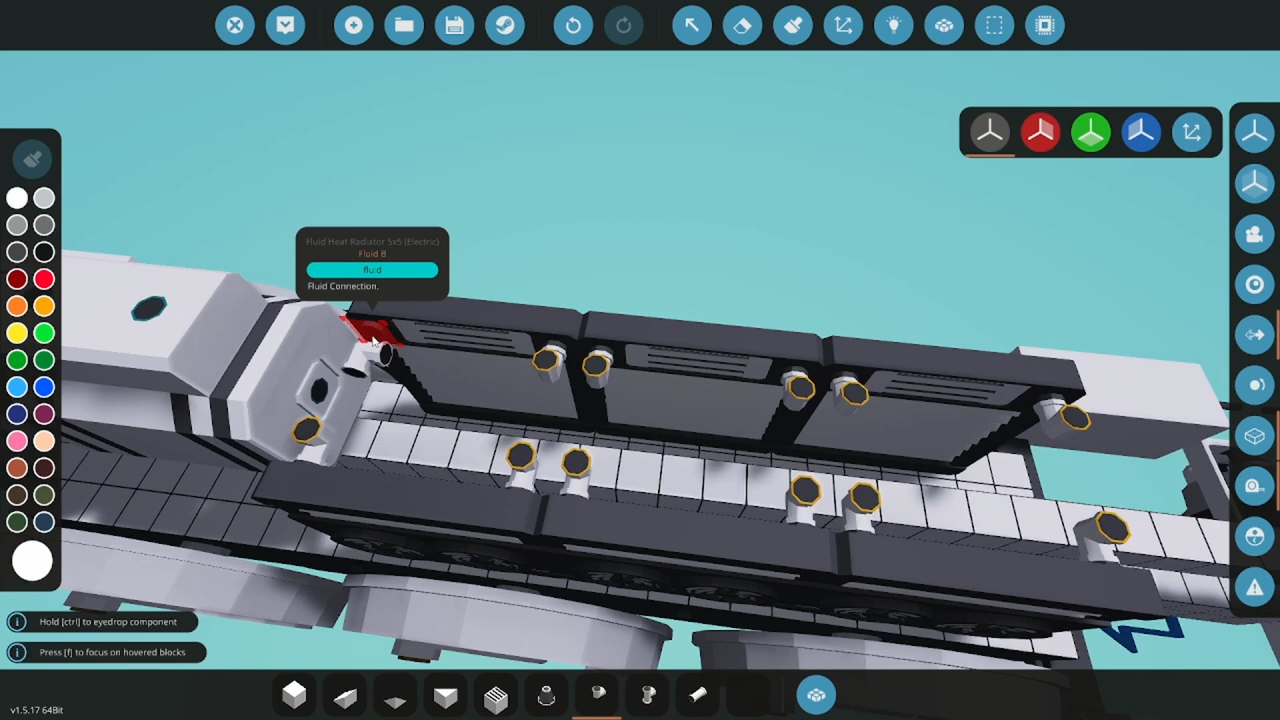 Fluid Heat Radiator 5x5 (Electric)
Fluid B
fluid
Fluid Connection.
Hold [ctrl] to eyedrop component
Press [f] to focus on hovered blocks
v1.5.17 64Bit